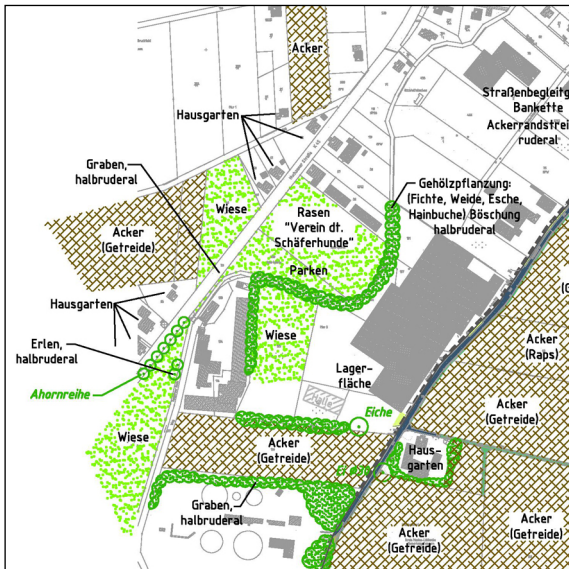 Acker
Straßenbegleitg
Bankette
Ackerrandstrei
ruderal
Hausgarten
Graben,
halbruderal
Gehölzpflanzung:
(Fichte, Weide, Esche,
Hainbuche) Böschung
halbruderal
Wiese
Rasen
"Verein dt.
Schäferhunde"
Acker
(Getreide)
Parken
Hausgarten
Wiese
Acker
(Raps)
Erlen,
halbruderal
Ahornreihe
Lager-
fläche
Eiche
Acker
(Getreide)
Wiese
Acker
(Getreide)
Haus-
garten
Graben,
halbruderal
Acker
(Getreide)
Acker
(Getreide)